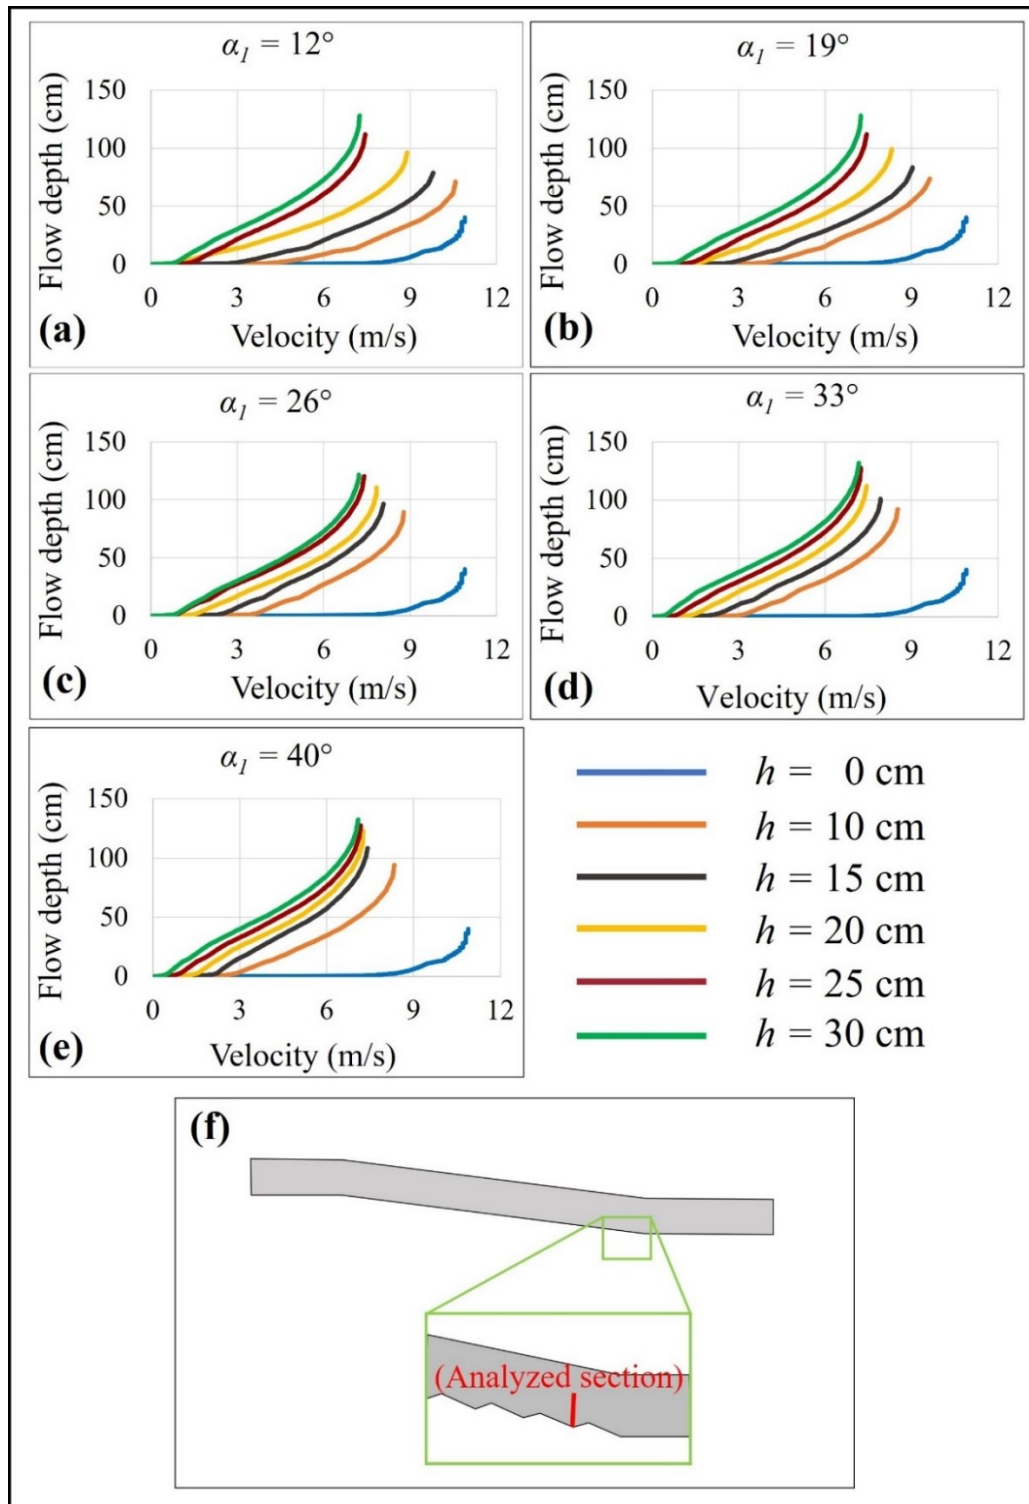 α₁ = 12°
Flow depth (cm)
150
100
50
0
0 3 6 9 12
Velocity (m/s)
(a)
α₁ = 19°
Flow depth (cm)
150
100
50
0
0 3 6 9 12
Velocity (m/s)
(b)
α₁ = 26°
Flow depth (cm)
150
100
50
0
0 3 6 9 12
Velocity (m/s)
(c)
α₁ = 33°
Flow depth (cm)
150
100
50
0
0 3 6 9 12
Velocity (m/s)
(d)
α₁ = 40°
Flow depth (cm)
150
100
50
0
0 3 6 9 12
Velocity (m/s)
(e)
h = 0 cm
h = 10 cm
h = 15 cm
h = 20 cm
h = 25 cm
h = 30 cm
(f)
(Analyzed section)